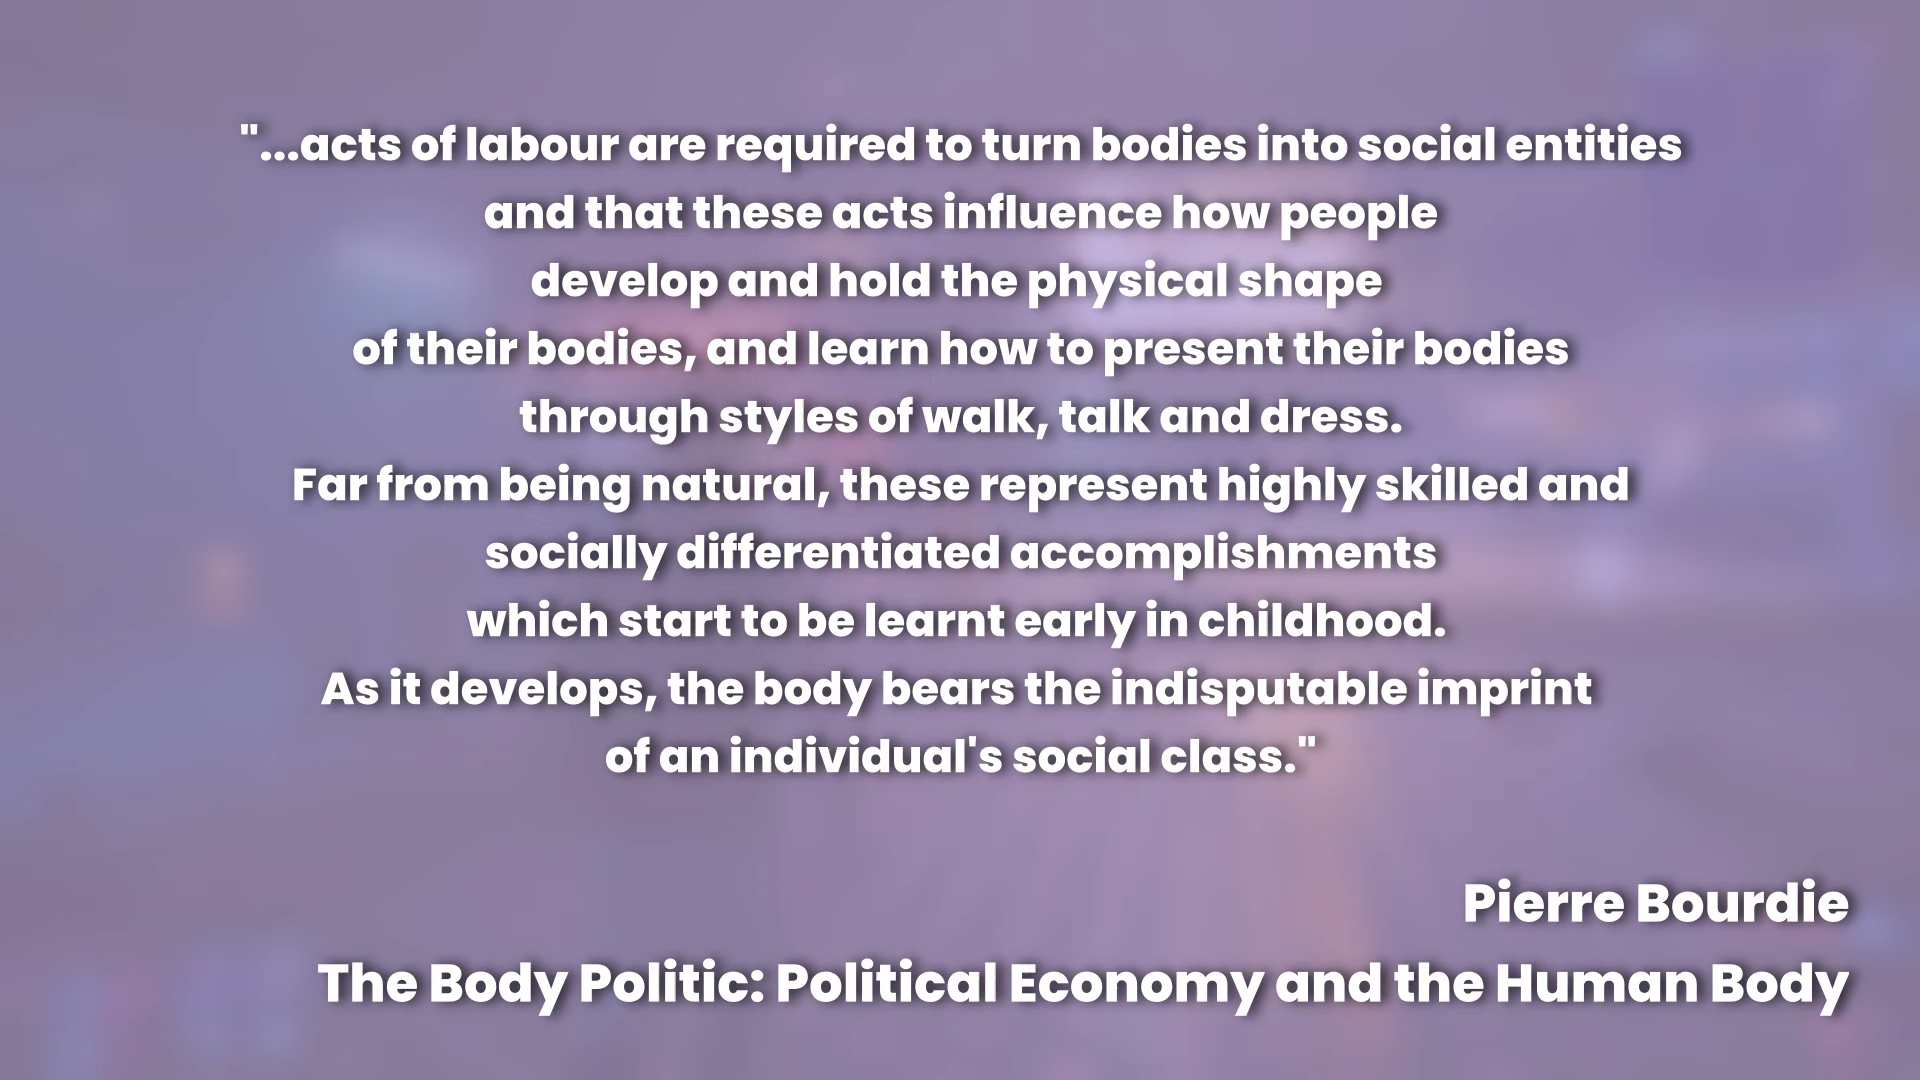 "...acts of labour are required to turn bodies into social entities
and that these acts influence how people
develop and hold the physical shape
of their bodies, and learn how to present their bodies
through styles of walk, talk and dress.
Far from being natural, these represent highly skilled and
socially differentiated accomplishments
which start to be learnt early in childhood.
As it develops, the body bears the indisputable imprint
of an individual's social class."
Pierre Bourdie
The Body Politic: Political Economy and the Human Body